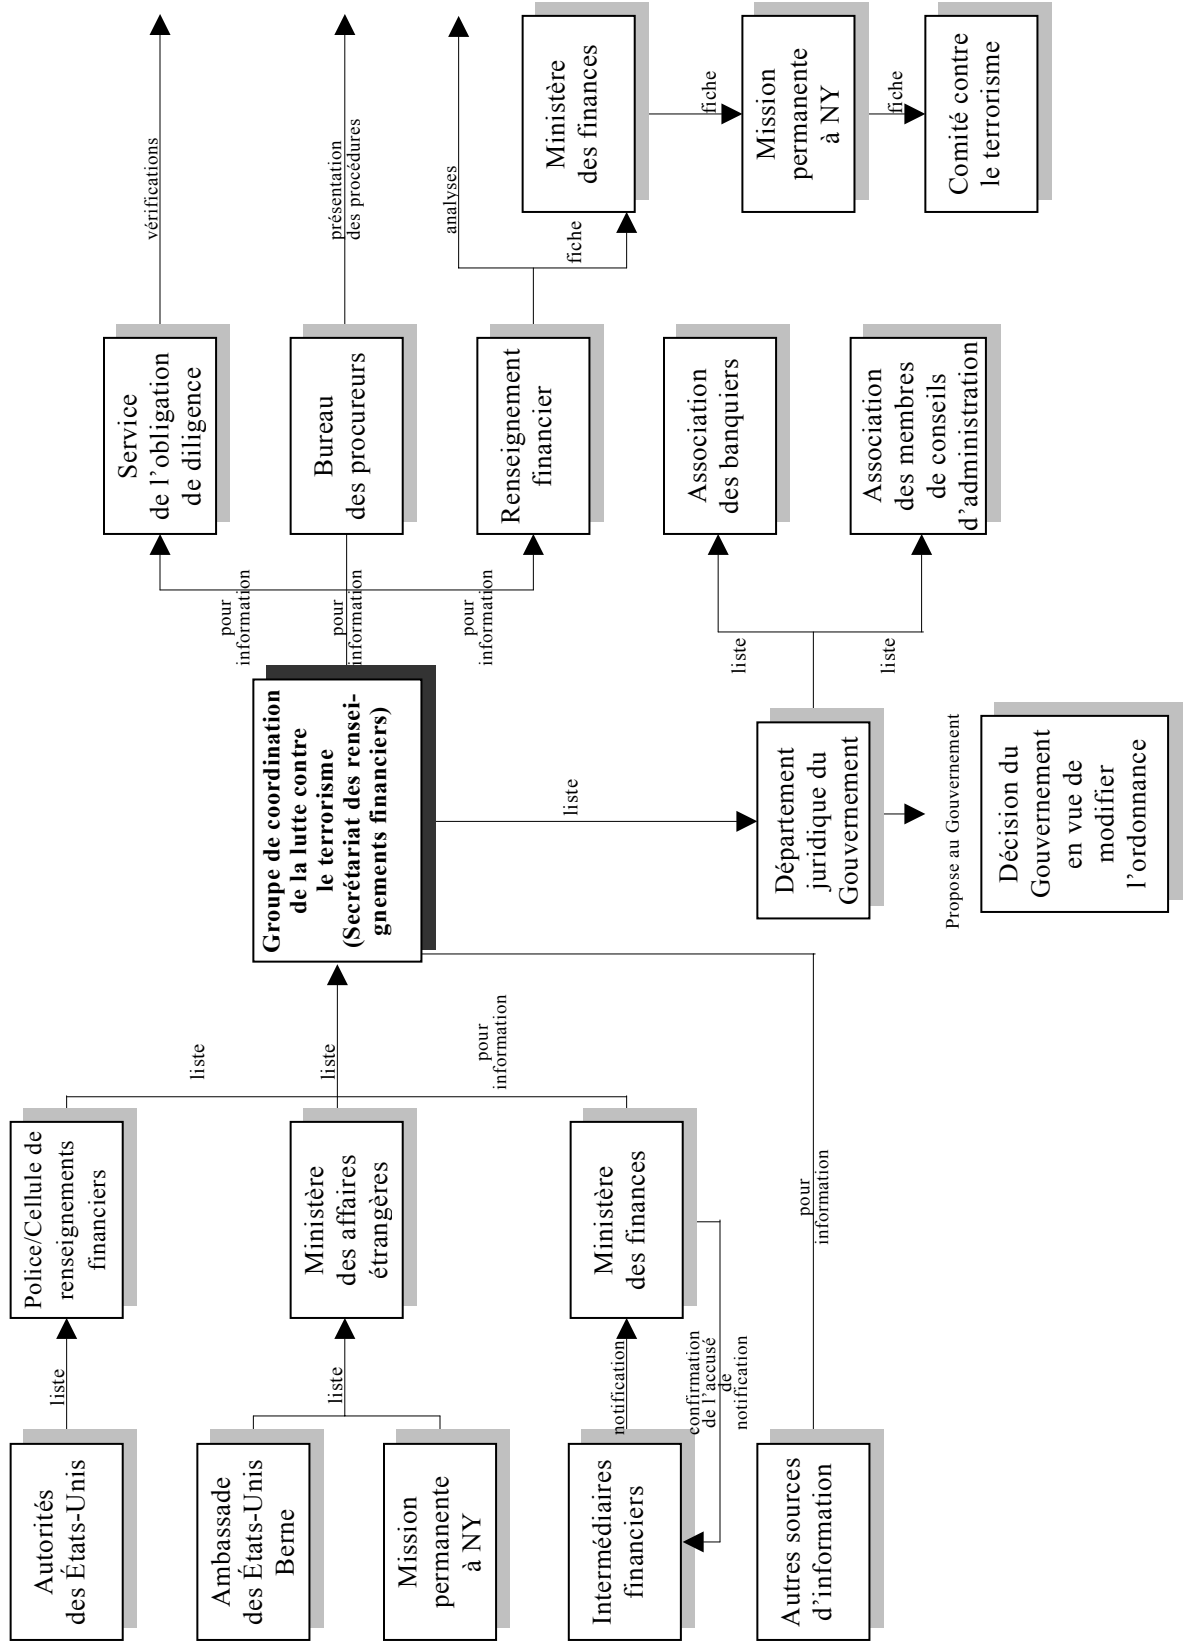 Autorités
des États-Unis
Ambassade
des États-Unis
Berne
Mission
permanente
à NY
Intermédiaires
financiers
Autres sources
d'information
liste
liste
notification
confirmation
de l'accusé
de
notification
Police/Cellule de
renseignements
financiers
Ministère
des affaires
étrangères
Ministère
des finances
pour
information
liste
liste
pour
information
Groupe de coordination
de la lutte contre
le terrorisme
(Secrétariat des rensei-
gnements financiers)
liste
Département
juridique du
Gouvernement
Propose au Gouvernement
Décision du
Gouvernement
en vue de
modifier
l'ordonnance
pour
information
pour
information
pour
information
liste
liste
Service
de l'obligation
de diligence
Bureau
des procureurs
Renseignement
financier
Association
des banquiers
Association
des membres
de conseils
d'administration
vérifications
présentation
des procédures
analyses
fiche
Ministère
des finances
fiche
Mission
permanente
à NY
fiche
Comité contre
le terrorisme